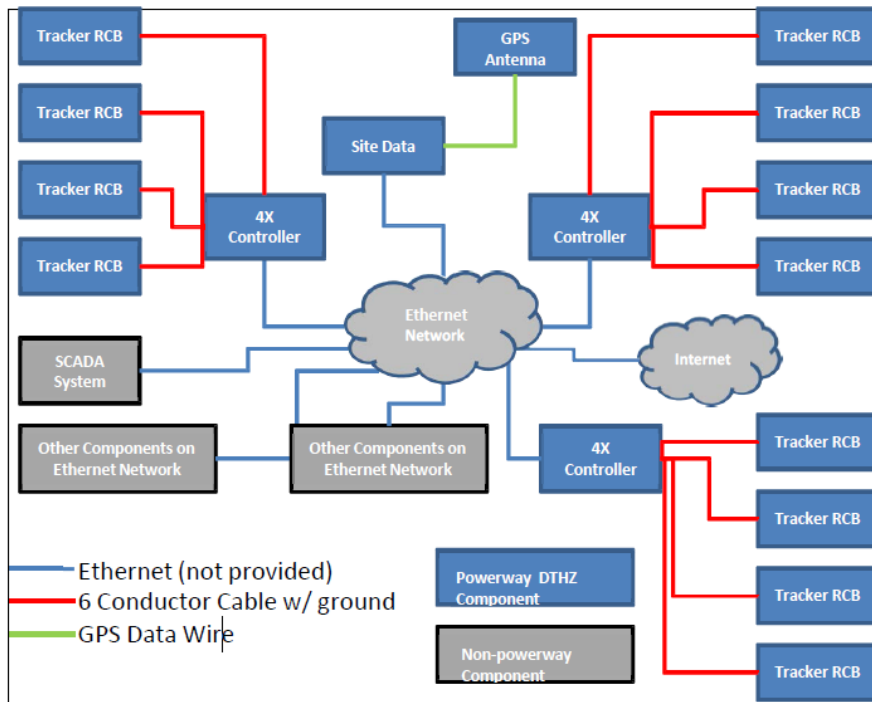 Tracker RCB
GPS
Antenna
Tracker RCB
Tracker RCB
Tracker RCB
Site Data
Tracker RCB
Tracker RCB
4X
Controller
4X
Controller
Tracker RCB
Tracker RCB
Ethernet
Network
SCADA
System
Internet
Other Components on
Ethernet Network
Other Components on
Ethernet Network
4X
Controller
Tracker RCB
Tracker RCB
Tracker RCB
Tracker RCB
Ethernet (not provided)
6 Conductor Cable w/ ground
GPS Data Wire
Powerway DTHZ
Component
Non-powerway
Component